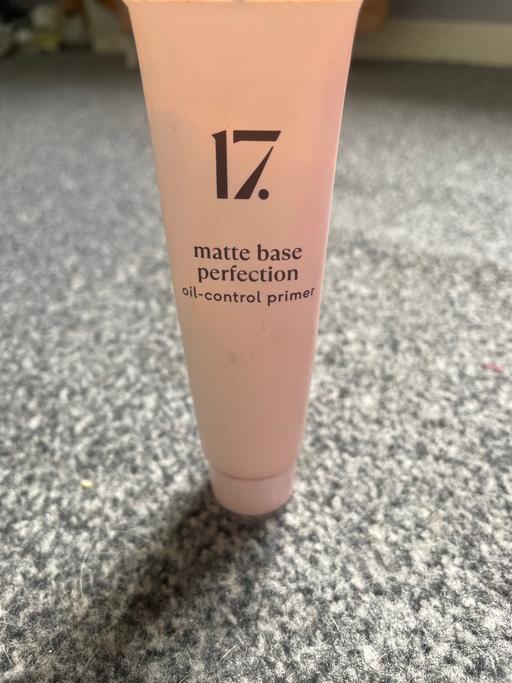 17.
matte base
perfection
oil-control primer